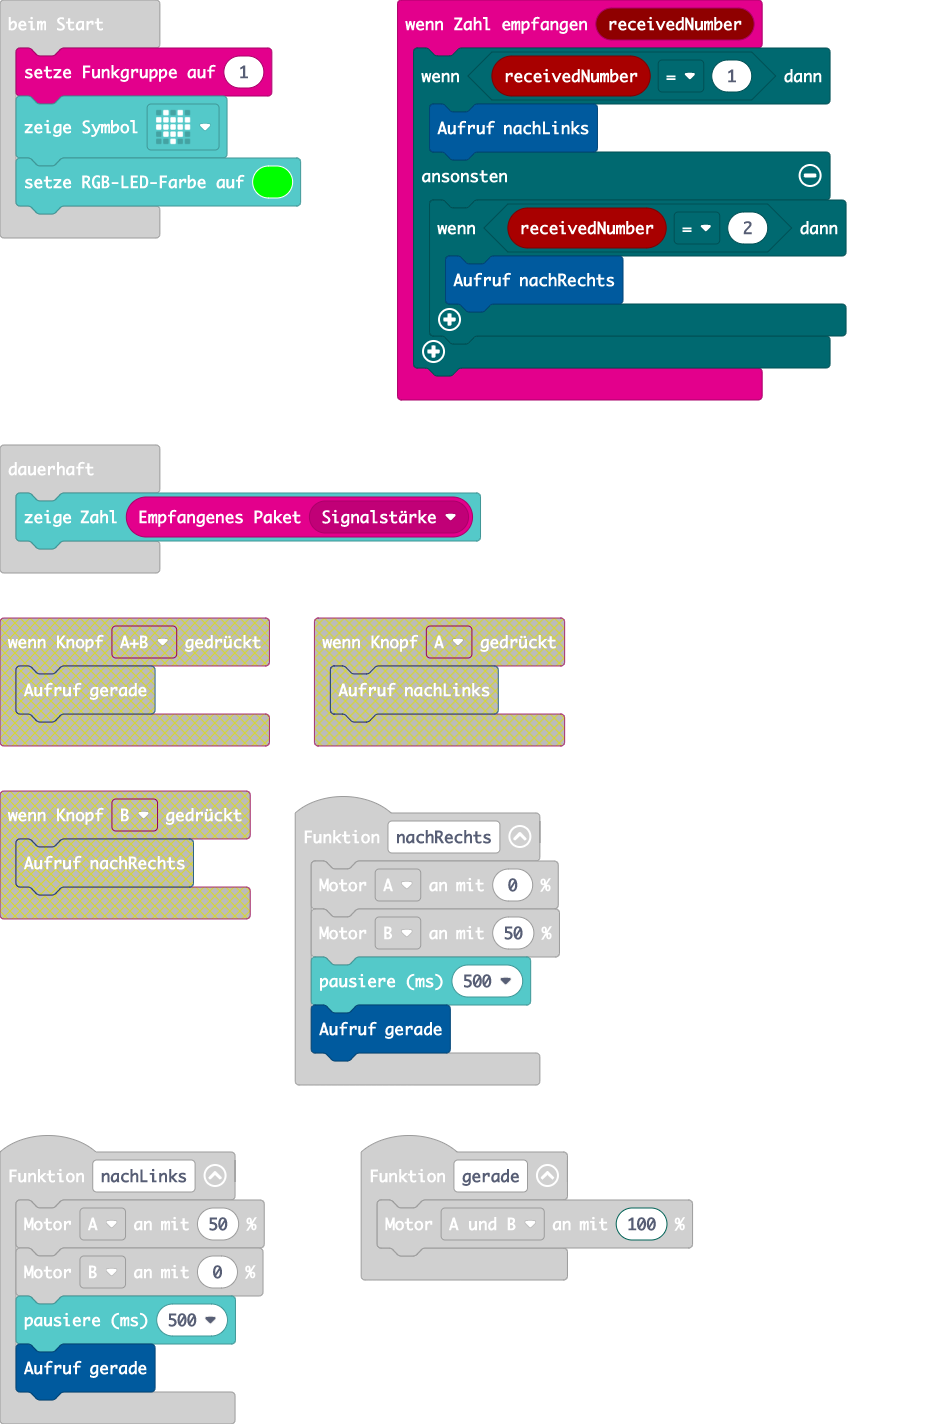 beim Start
setze Funkgruppe auf 1
zeige Symbol
setze RGB-LED-Farbe auf
wenn Zahl empfangen receivedNumber
wenn receivedNumber = 1 dann
Aufruf nachLinks
ansonsten
wenn receivedNumber = 2 dann
Aufruf nachRechts
dauerhaft
zeige Zahl Empfangenes Paket Signalstärke
wenn Knopf A+B gedrückt
Aufruf gerade
wenn Knopf A gedrückt
Aufruf nachLinks
wenn Knopf B gedrückt
Aufruf nachRechts
Funktion nachRechts
Motor A an mit 0 %
Motor B an mit 50 %
pausiere (ms) 500
Aufruf gerade
Funktion nachLinks
Motor A an mit 50 %
Motor B an mit 0 %
pausiere (ms) 500
Aufruf gerade
Funktion gerade
Motor A und B an mit 100 %